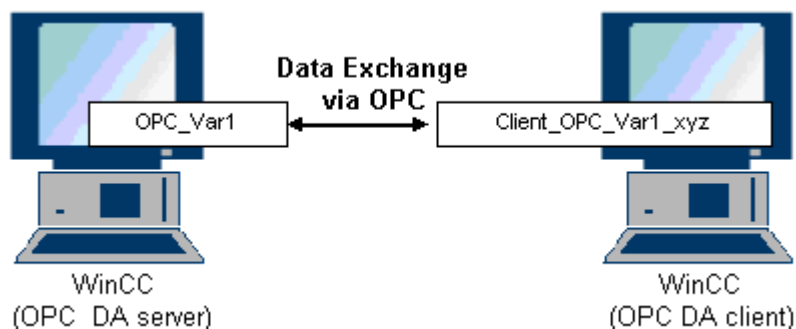 Data Exchange
via OPC
OPC_Var1
Client_OPC_Var1_xyz
WinCC
(OPC DA server)
WinCC
(OPC DA client)